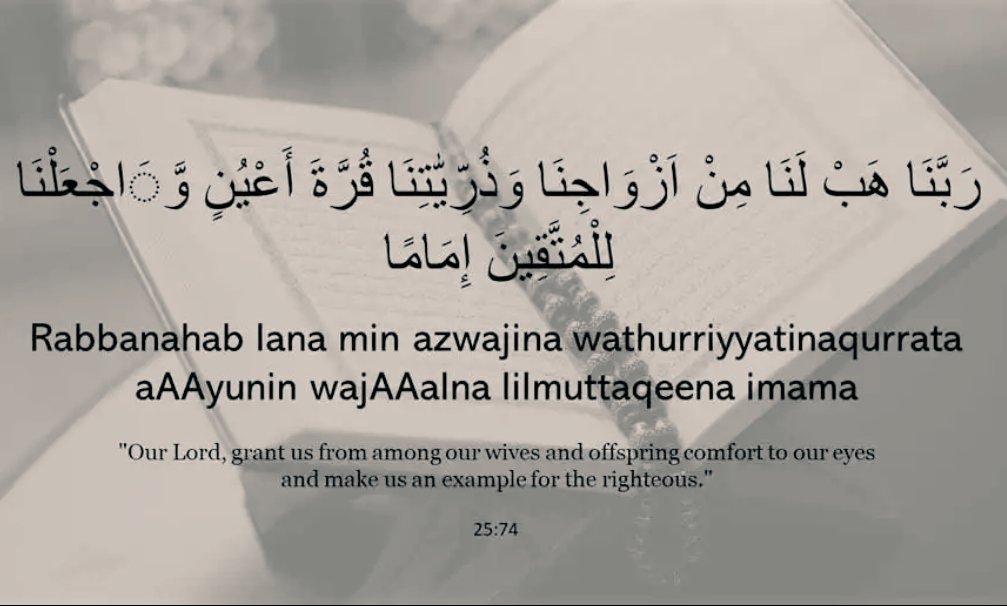 رَبَّنَا هَبْ لَنَا مِنْ اَزْوَاجِنَا وَذُرِّيّٰتِنَا قُرَّةَ أَعْيُنٍ وَّ ◌َاجْعَلْنَا
لِلْمُتَّقِينَ إِمَامًا
Rabbanahab lana min azwajina wathurriyyatinaqurrata
aAAyunin wajAAalna lilmuttaqeena imama
"Our Lord, grant us from among our wives and offspring comfort to our eyes
and make us an example for the righteous."
25:74